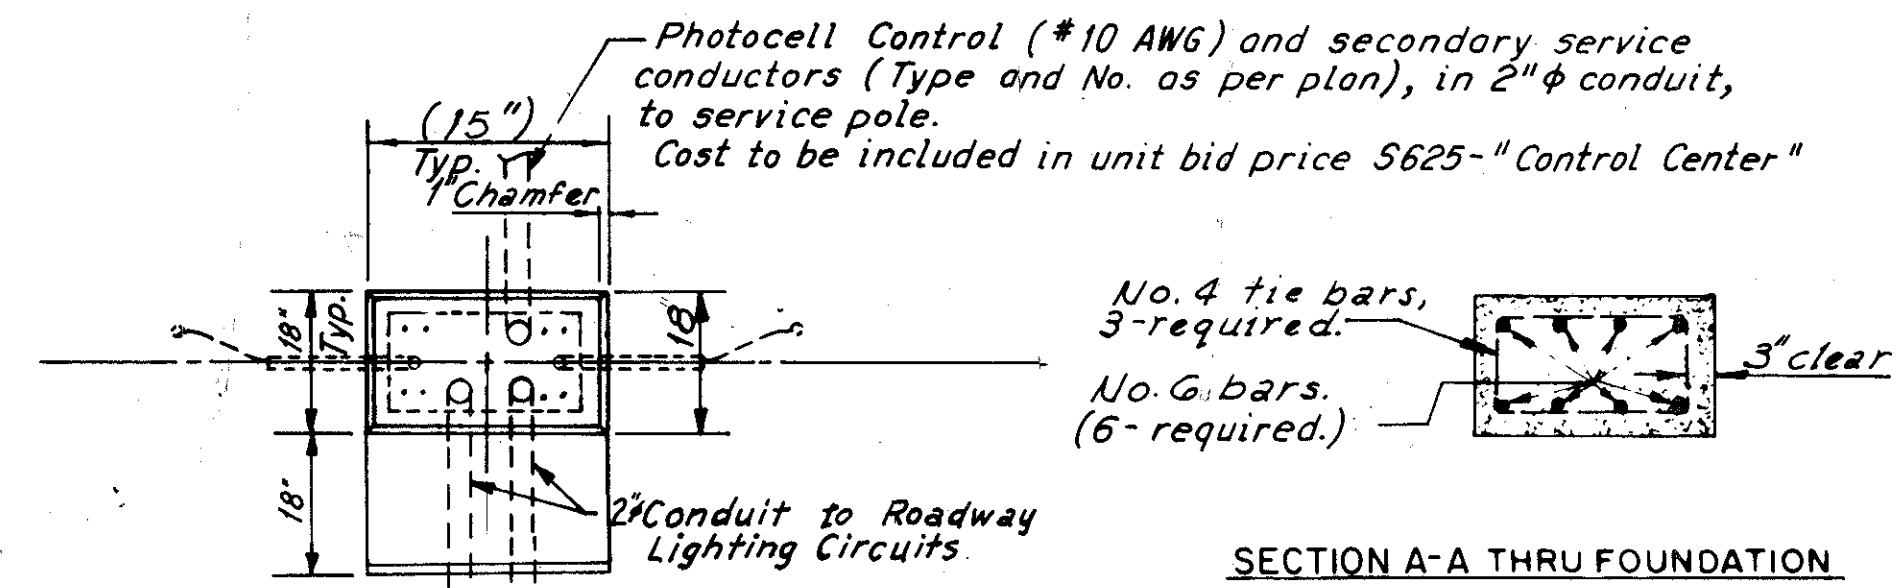 Photocell Control (#10 AWG) and secondary service
conductors (Type and No. as per plan), in 2"φ conduit,
to service pole.
Cost to be included in unit bid price S625-"Control Center"
(15")
Typ.
1" Chamfer
18"
Typ.
18
18"
2"φ Conduit to Roadway
Lighting Circuits
No. 4 tie bars,
3-required.
No. 6 bars.
(6-required.)
3" clear
SECTION A-A THRU FOUNDATION